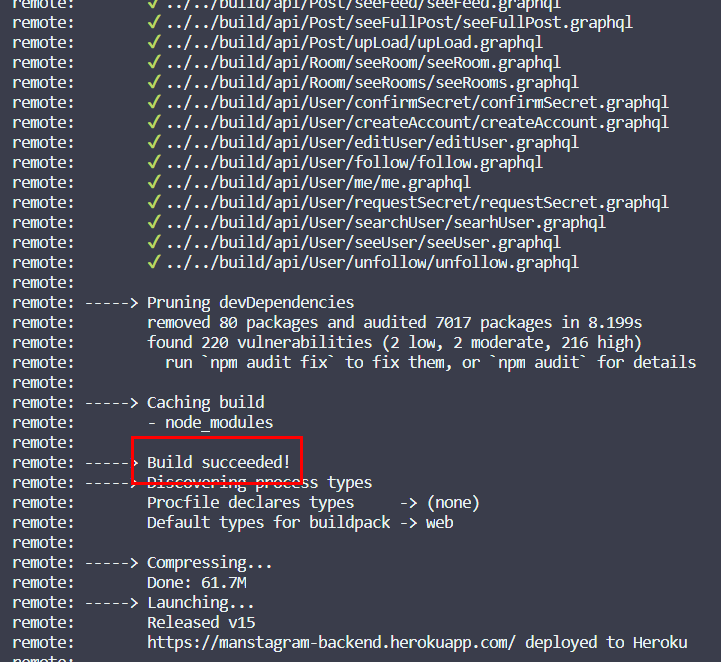 remote: ✓ ../../build/api/Post/seeFeed/seeFeed.graphql
remote: ✓ ../../build/api/Post/seeFullPost/seeFullPost.graphql
remote: ✓ ../../build/api/Post/upLoad/upLoad.graphql
remote: ✓ ../../build/api/Room/seeRoom/seeRoom.graphql
remote: ✓ ../../build/api/Room/seeRooms/seeRooms.graphql
remote: ✓ ../../build/api/User/confirmSecret/confirmSecret.graphql
remote: ✓ ../../build/api/User/createAccount/createAccount.graphql
remote: ✓ ../../build/api/User/editUser/editUser.graphql
remote: ✓ ../../build/api/User/follow/follow.graphql
remote: ✓ ../../build/api/User/me/me.graphql
remote: ✓ ../../build/api/User/requestSecret/requestSecret.graphql
remote: ✓ ../../build/api/User/searchUser/searhUser.graphql
remote: ✓ ../../build/api/User/seeUser/seeUser.graphql
remote: ✓ ../../build/api/User/unfollow/unfollow.graphql
remote:
remote: -----> Pruning devDependencies
remote: removed 80 packages and audited 7017 packages in 8.199s
remote: found 220 vulnerabilities (2 low, 2 moderate, 216 high)
remote: run `npm audit fix` to fix them, or `npm audit` for details
remote:
remote: -----> Caching build
remote: - node_modules
remote:
remote: -----> Build succeeded!
remote: -----> Discovering process types
remote: Procfile declares types -> (none)
remote: Default types for buildpack -> web
remote:
remote: -----> Compressing...
remote: Done: 61.7M
remote: -----> Launching...
remote: Released v15
remote: https://manstagram-backend.herokuapp.com/ deployed to Heroku
remote: